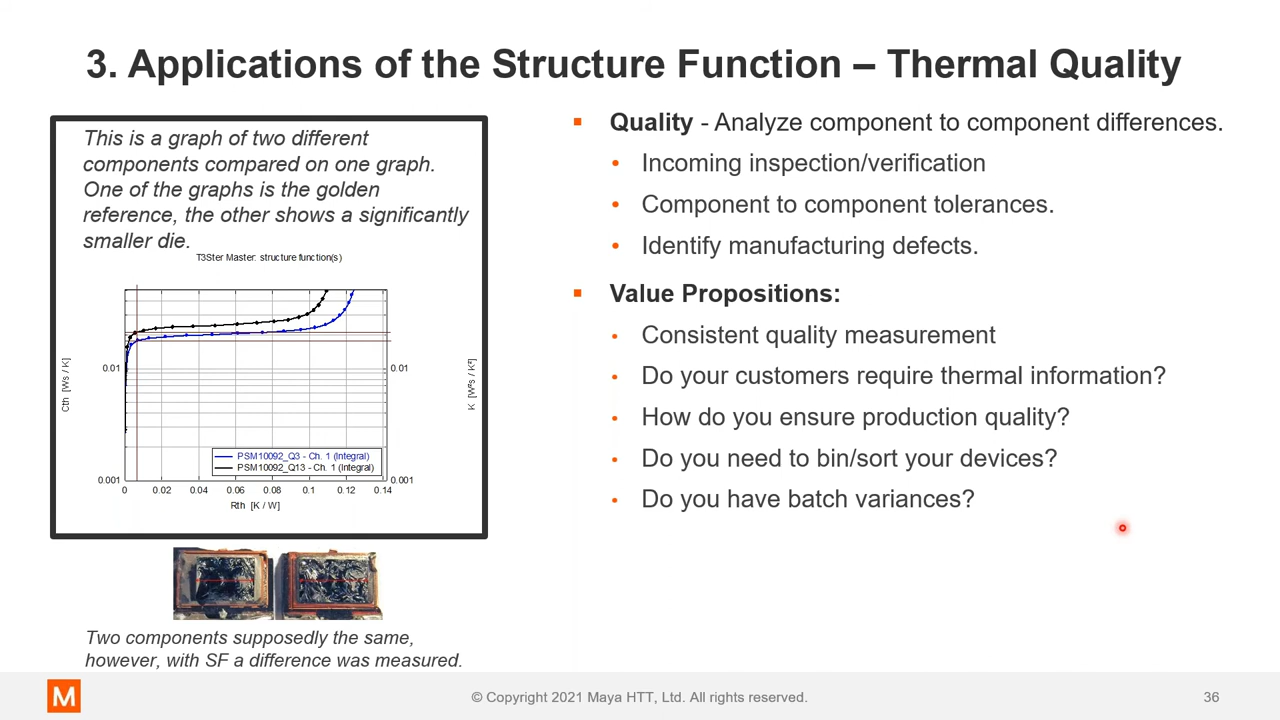 3. Applications of the Structure Function – Thermal Quality
This is a graph of two different
components compared on one graph.
One of the graphs is the golden
reference, the other shows a significantly
smaller die.
T3Ster Master: structure function(s)
Cth [Ws / K]
0.01
0.001
0.01
0.001
K [W²s / K²]
PSM10092_Q3 - Ch. 1 (Integral)
PSM10092_Q13 - Ch. 1 (Integral)
0 0.02 0.04 0.06 0.08 0.1 0.12 0.14
Rth [K / W]
Two components supposedly the same,
however, with SF a difference was measured.
Quality - Analyze component to component differences.
Incoming inspection/verification
Component to component tolerances.
Identify manufacturing defects.
Value Propositions:
Consistent quality measurement
Do your customers require thermal information?
How do you ensure production quality?
Do you need to bin/sort your devices?
Do you have batch variances?
M
© Copyright 2021 Maya HTT, Ltd. All rights reserved.
36